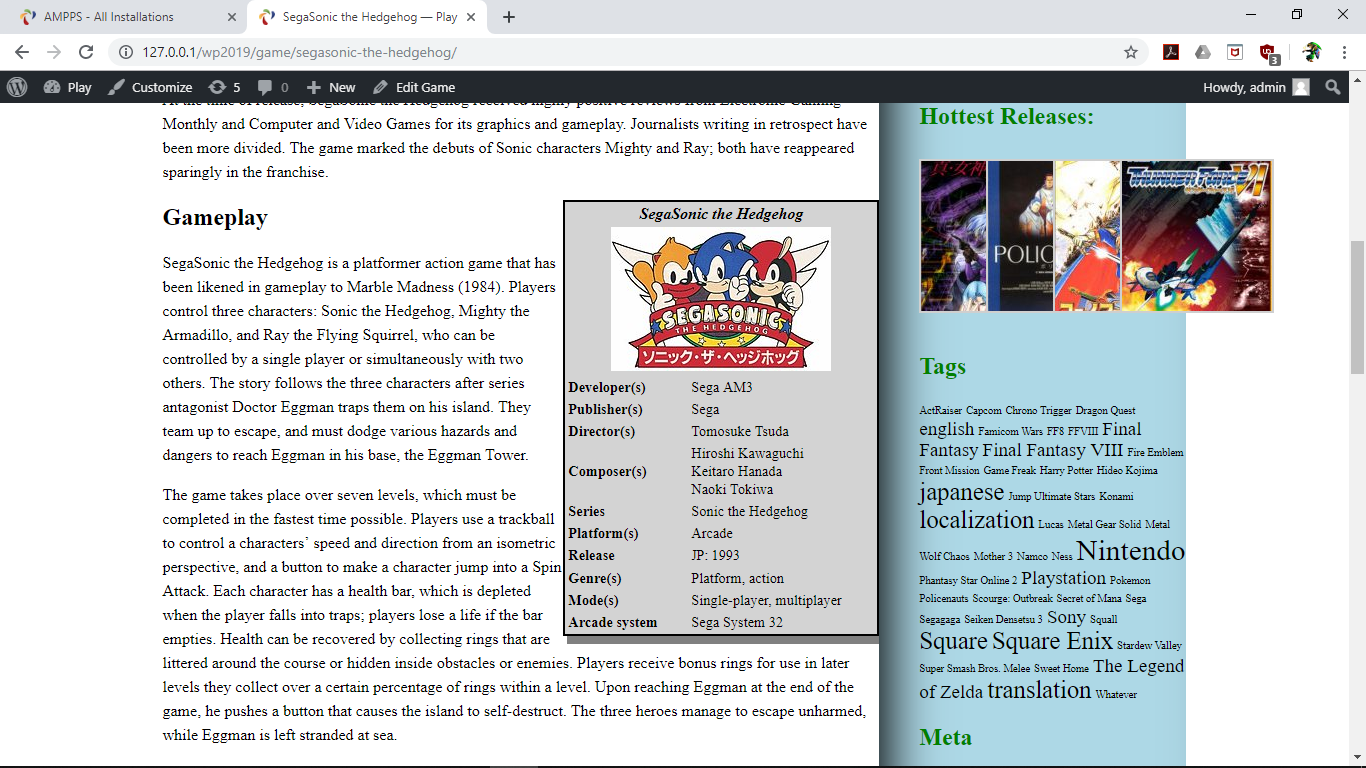 AMPPS - All Installations
SegaSonic the Hedgehog — Play
127.0.0.1/wp2019/game/segasonic-the-hedgehog/
3
Play Customize 5 0 New Edit Game Howdy, admin
At the time of release, SegaSonic the Hedgehog received highly positive reviews from Electronic Gaming
Monthly and Computer and Video Games for its graphics and gameplay. Journalists writing in retrospect have
been more divided. The game marked the debuts of Sonic characters Mighty and Ray; both have reappeared
sparingly in the franchise.
Gameplay
SegaSonic the Hedgehog is a platformer action game that has
been likened in gameplay to Marble Madness (1984). Players
control three characters: Sonic the Hedgehog, Mighty the
Armadillo, and Ray the Flying Squirrel, who can be
controlled by a single player or simultaneously with two
others. The story follows the three characters after series
antagonist Doctor Eggman traps them on his island. They
team up to escape, and must dodge various hazards and
dangers to reach Eggman in his base, the Eggman Tower.
The game takes place over seven levels, which must be
completed in the fastest time possible. Players use a trackball
to control a characters’ speed and direction from an isometric
perspective, and a button to make a character jump into a Spin
Attack. Each character has a health bar, which is depleted
when the player falls into traps; players lose a life if the bar
empties. Health can be recovered by collecting rings that are
littered around the course or hidden inside obstacles or enemies. Players receive bonus rings for use in later
levels they collect over a certain percentage of rings within a level. Upon reaching Eggman at the end of the
game, he pushes a button that causes the island to self-destruct. The three heroes manage to escape unharmed,
while Eggman is left stranded at sea.
SegaSonic the Hedgehog
SEGASONIC
THE HEDGEHOG
ソニック・ザ・ヘッジホッグ
Developer(s) Sega AM3
Publisher(s) Sega
Director(s) Tomosuke Tsuda
Hiroshi Kawaguchi
Composer(s) Keitaro Hanada
Naoki Tokiwa
Series Sonic the Hedgehog
Platform(s) Arcade
Release JP: 1993
Genre(s) Platform, action
Mode(s) Single-player, multiplayer
Arcade system Sega System 32
Hottest Releases:
真・女神
POLIC
THUNDER FORCE VI
Tags
ActRaiser Capcom Chrono Trigger Dragon Quest
english Famicom Wars FF8 FFVIII Final
Fantasy Final Fantasy VIII Fire Emblem
Front Mission Game Freak Harry Potter Hideo Kojima
japanese Jump Ultimate Stars Konami
localization Lucas Metal Gear Solid Metal
Wolf Chaos Mother 3 Namco Ness Nintendo
Phantasy Star Online 2 Playstation Pokemon
Policenauts Scourge: Outbreak Secret of Mana Sega
Segagaga Seiken Densetsu 3 Sony Squall
Square Square Enix Stardew Valley
Super Smash Bros. Melee Sweet Home The Legend
of Zelda translation Whatever
Meta